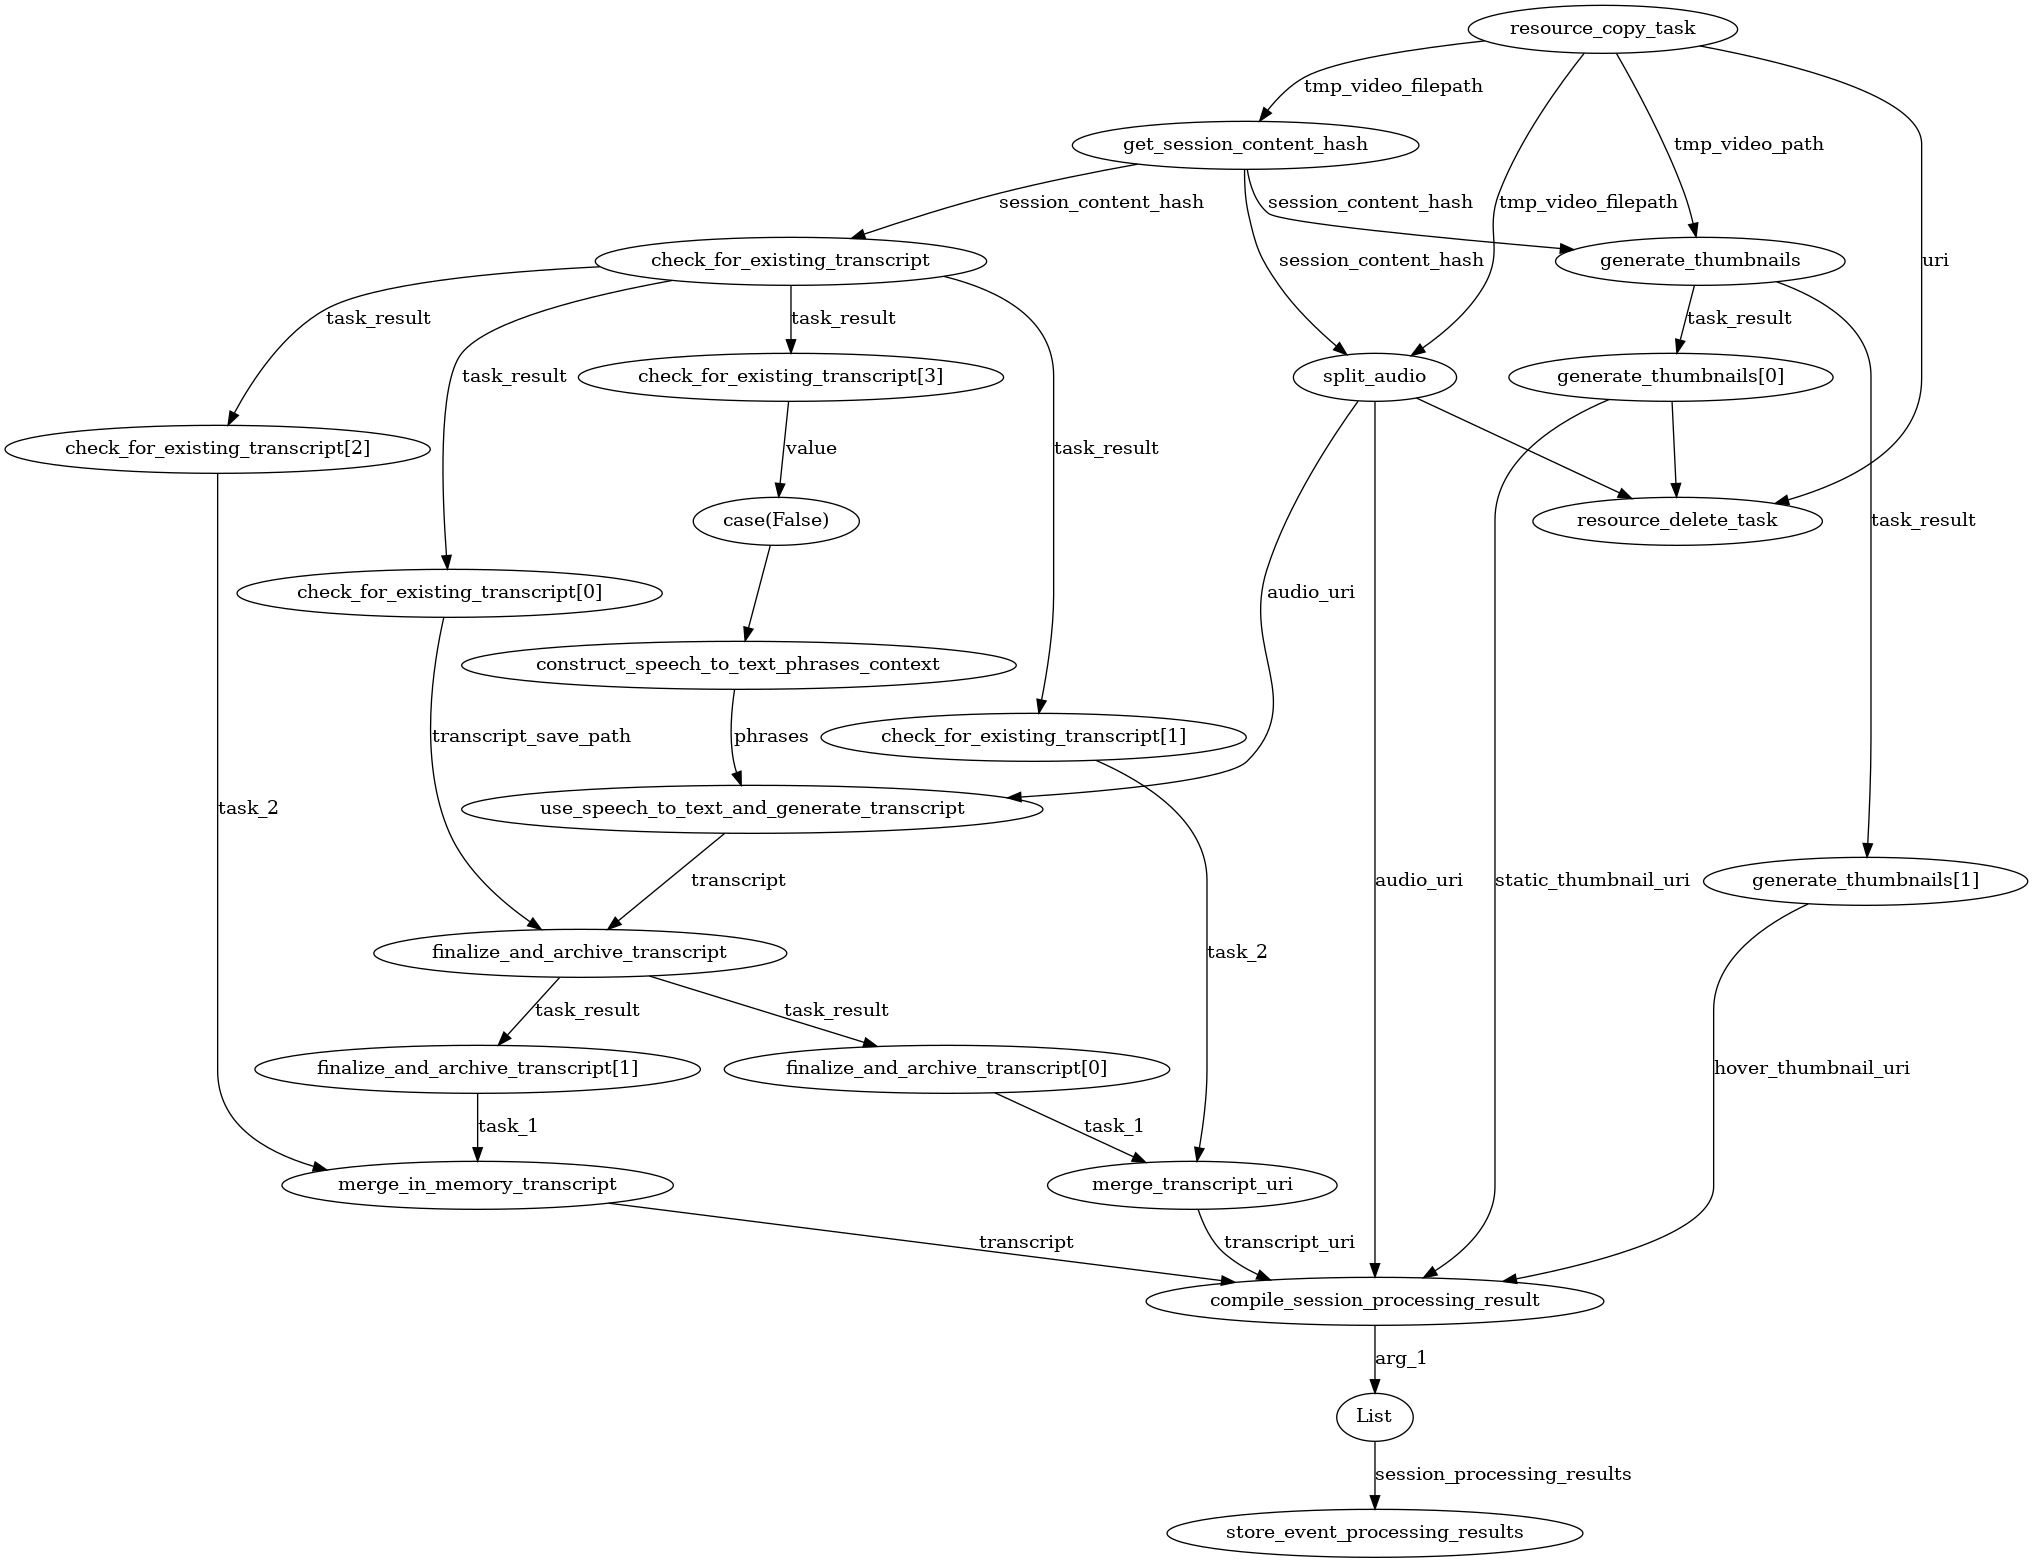 resource_copy_task
tmp_video_filepath
get_session_content_hash
tmp_video_path
session_content_hash
session_content_hash
tmp_video_filepath
check_for_existing_transcript
session_content_hash
generate_thumbnails
uri
task_result
task_result
task_result
task_result
check_for_existing_transcript[3]
split_audio
generate_thumbnails[0]
check_for_existing_transcript[2]
value
task_result
case(False)
resource_delete_task
task_result
check_for_existing_transcript[0]
audio_uri
construct_speech_to_text_phrases_context
transcript_save_path
phrases
check_for_existing_transcript[1]
task_2
use_speech_to_text_and_generate_transcript
transcript
audio_uri
static_thumbnail_uri
generate_thumbnails[1]
finalize_and_archive_transcript
task_2
task_result
task_result
finalize_and_archive_transcript[1]
finalize_and_archive_transcript[0]
hover_thumbnail_uri
task_1
task_1
merge_in_memory_transcript
merge_transcript_uri
transcript
transcript_uri
compile_session_processing_result
arg_1
List
session_processing_results
store_event_processing_results